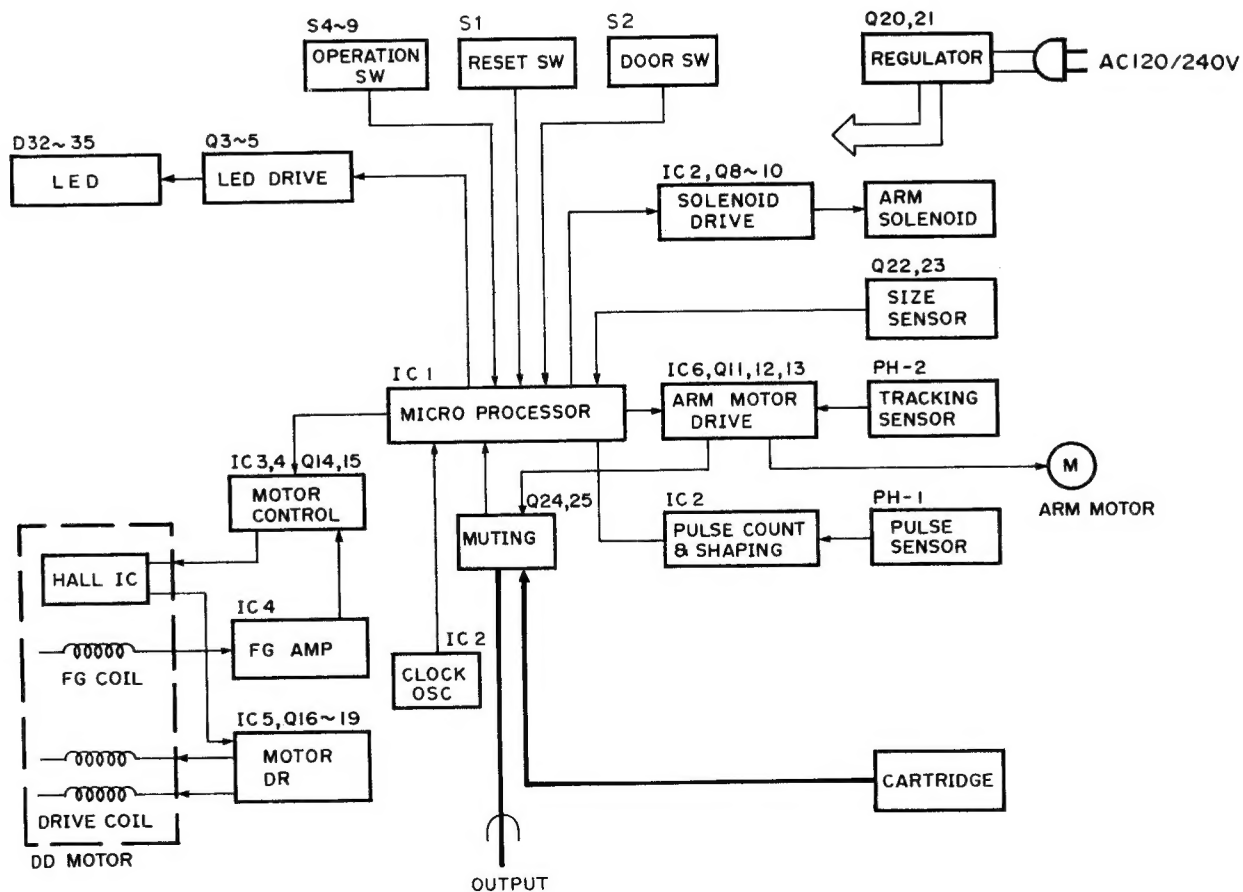 S4~9
OPERATION
SW
S1
RESET SW
S2
DOOR SW
Q20,21
REGULATOR
AC120/240V
D32~35
LED
Q3~5
LED DRIVE
IC2,Q8~10
SOLENOID
DRIVE
ARM
SOLENOID
Q22,23
SIZE
SENSOR
IC1
MICRO PROCESSOR
IC6,Q11,12,13
ARM MOTOR
DRIVE
PH-2
TRACKING
SENSOR
M
ARM MOTOR
IC3,4 Q14,15
MOTOR
CONTROL
Q24,25
MUTING
IC2
PULSE COUNT
& SHAPING
PH-1
PULSE
SENSOR
HALL IC
IC4
FG AMP
FG COIL
IC2
CLOCK
OSC
IC5,Q16~19
MOTOR
DR
DRIVE COIL
DD MOTOR
CARTRIDGE
OUTPUT